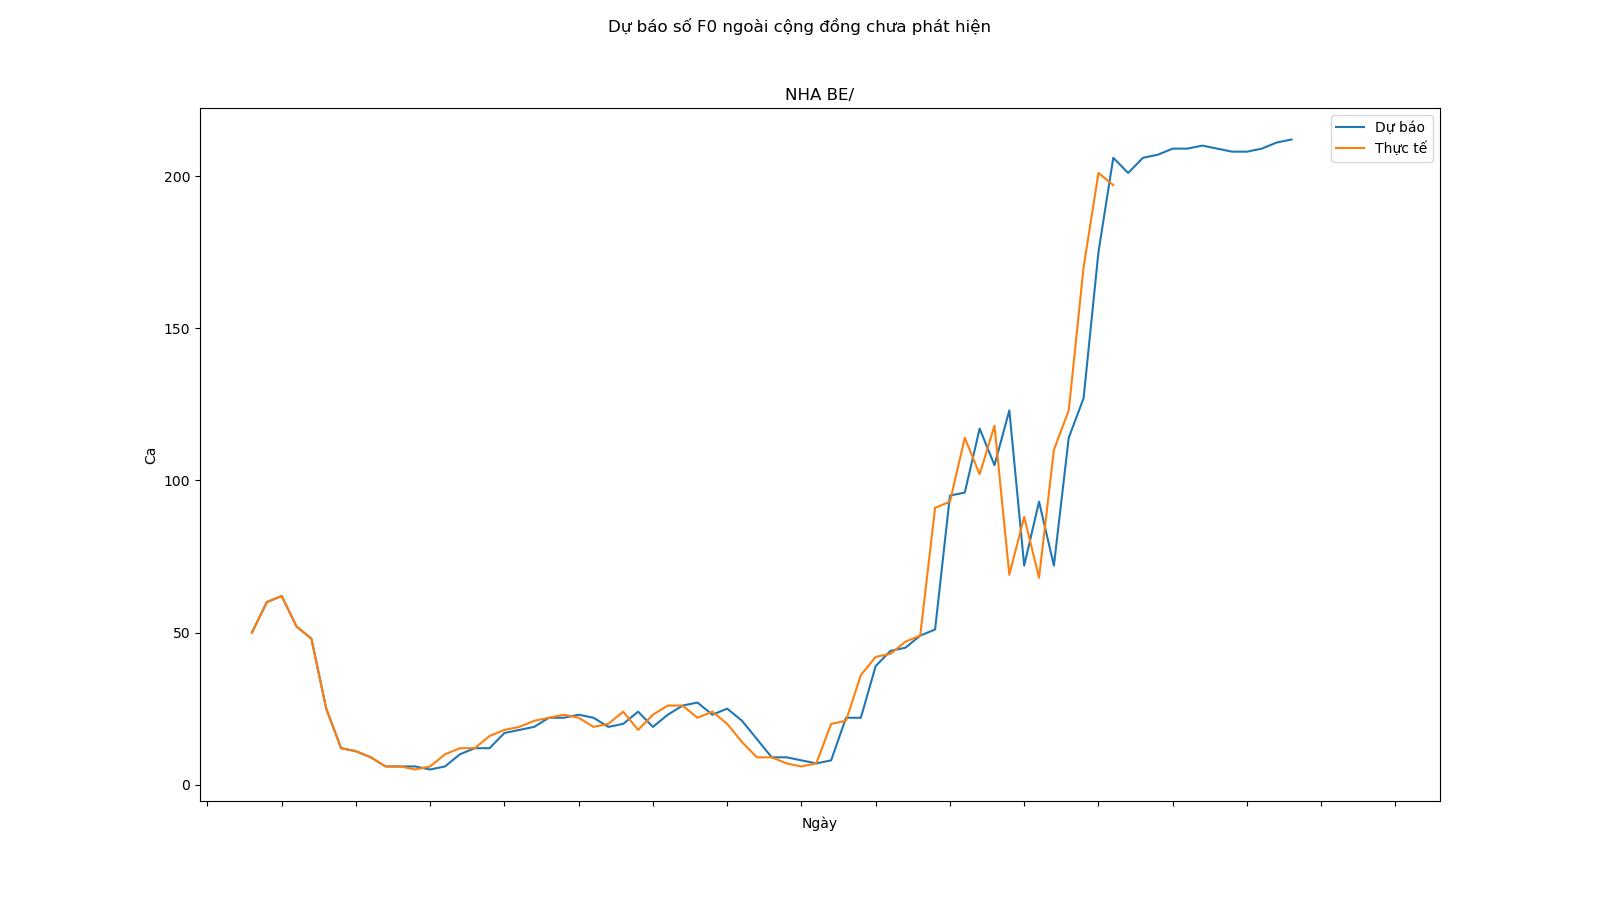 Dự báo số F0 ngoài cộng đồng chưa phát hiện
NHA BE/
Dự báo
Thực tế
200
150
100
50
0
Ca
Ngày